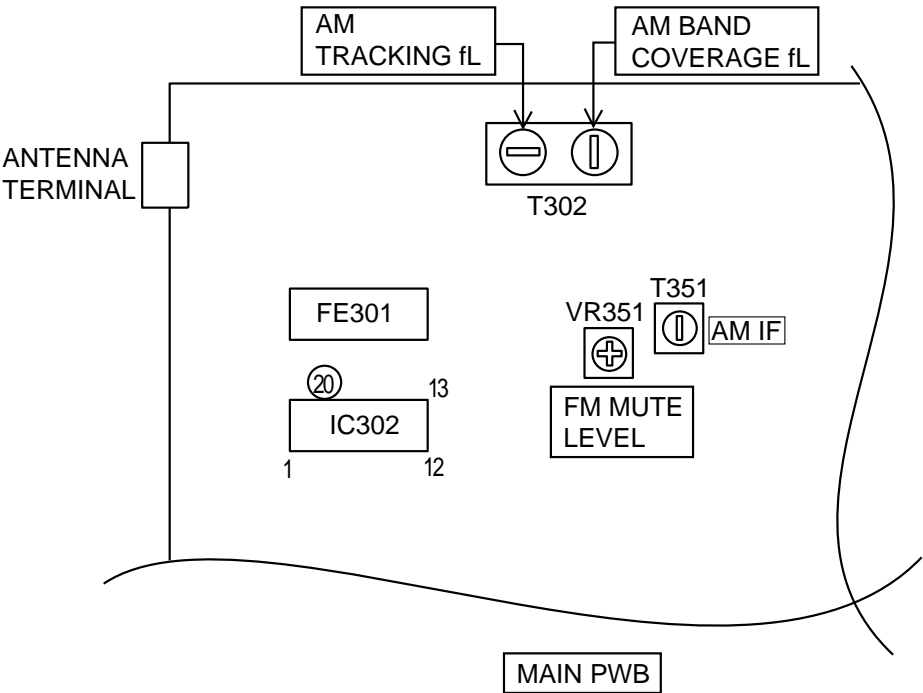 AM
TRACKING fL
AM BAND
COVERAGE fL
ANTENNA
TERMINAL
T302
FE301
T351
VR351
AM IF
20
13
IC302
FM MUTE
LEVEL
1
12
MAIN PWB